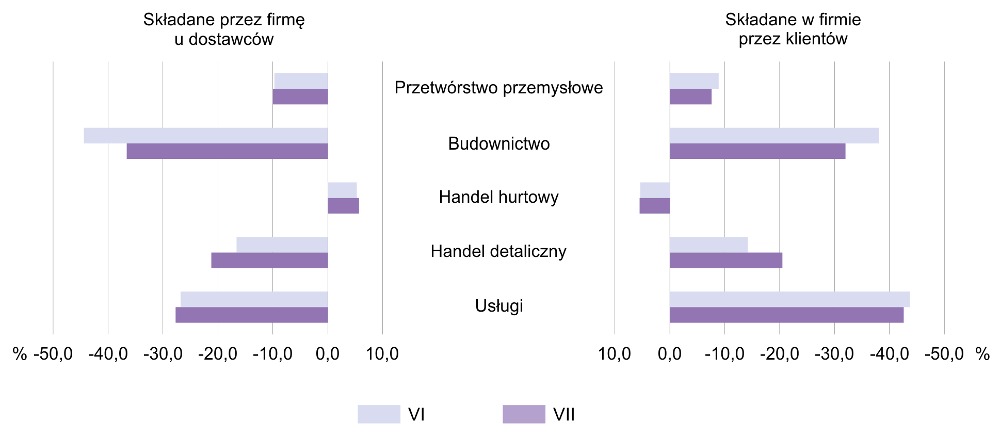 Składane przez firmę
u dostawców
Składane w firmie
przez klientów
Przetwórstwo przemysłowe
Budownictwo
Handel hurtowy
Handel detaliczny
Usługi
% -50,0 -40,0 -30,0 -20,0 -10,0 0,0 10,0
10,0 0,0 -10,0 -20,0 -30,0 -40,0 -50,0 %
VI VII